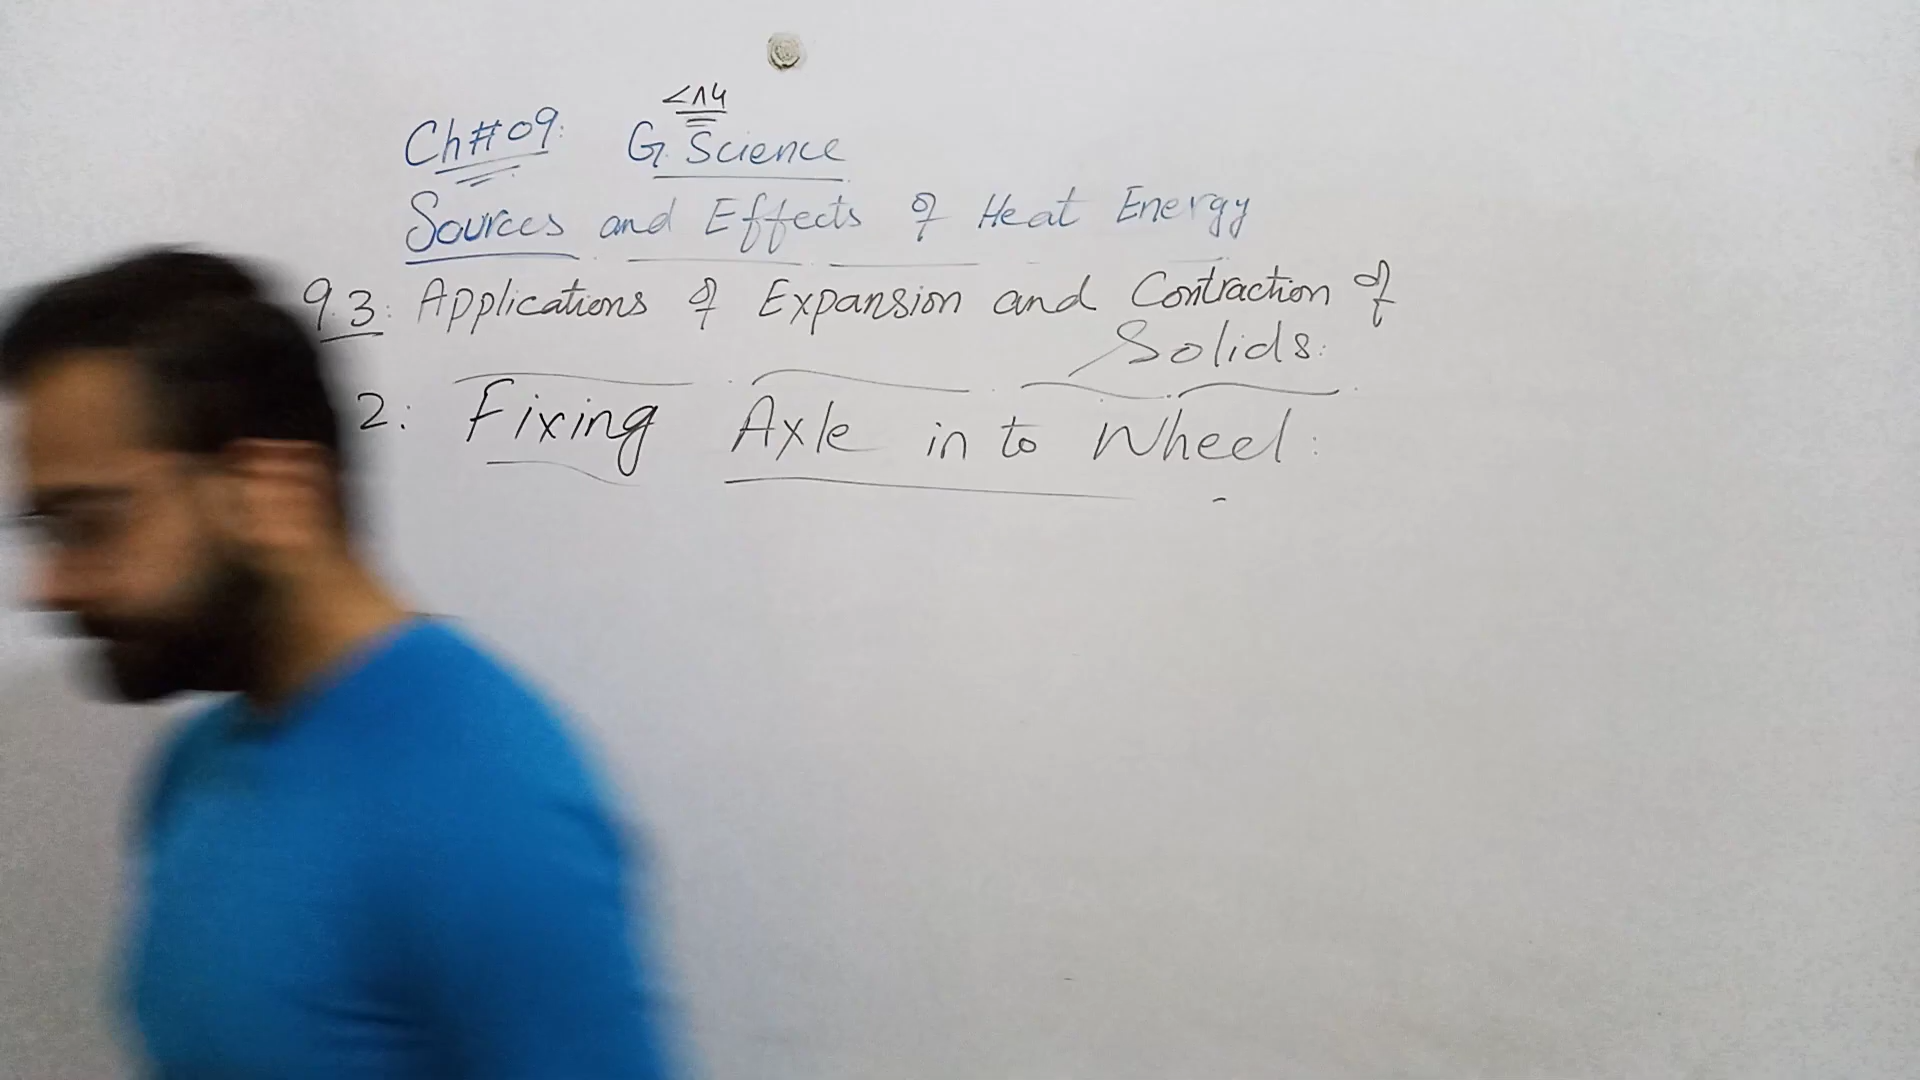 <14
Ch#09: G. Science
Sources and Effects of Heat Energy
9.3: Applications of Expansion and Contraction of
Solids:
2: Fixing Axle in to Wheel: